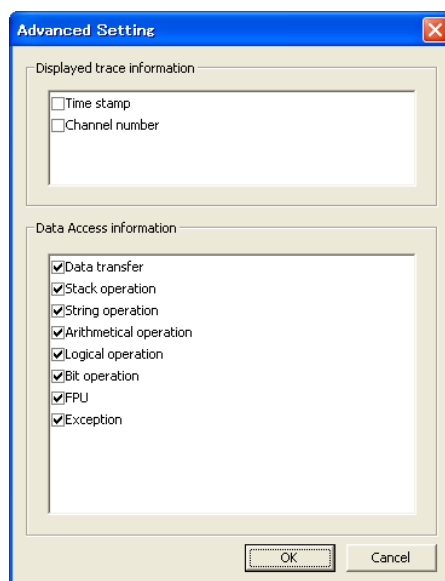 Advanced Setting
Displayed trace information
Time stamp
Channel number
Data Access information
Data transfer
Stack operation
String operation
Arithmetical operation
Logical operation
Bit operation
FPU
Exception
OK Cancel